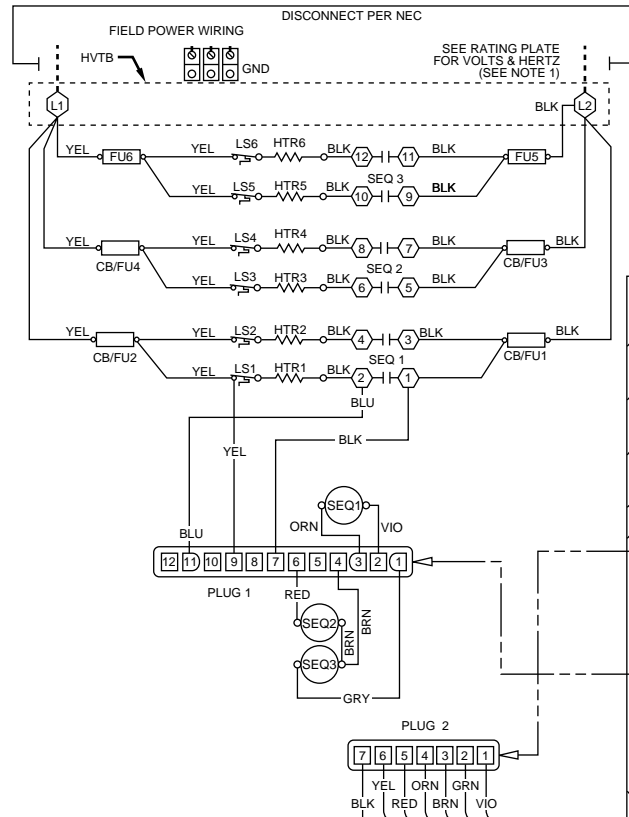 DISCONNECT PER NEC
FIELD POWER WIRING
HVTB
GND
SEE RATING PLATE
FOR VOLTS & HERTZ
(SEE NOTE 1)
L1
L2
BLK
YEL FU6 YEL LS6 HTR6 BLK 12 11 BLK FU5
SEQ 3
YEL LS5 HTR5 BLK 10 9 BLK
YEL CB/FU4 YEL LS4 HTR4 BLK 8 7 BLK CB/FU3 BLK
SEQ 2
YEL LS3 HTR3 BLK 6 5 BLK
YEL CB/FU2 YEL LS2 HTR2 BLK 4 3 BLK CB/FU1 BLK
SEQ 1
YEL LS1 HTR1 BLK 2 1
BLU
BLK
YEL
SEQ1
ORN VIO
BLU
12 11 10 9 8 7 6 5 4 3 2 1
PLUG 1
RED
BRN
BRN
SEQ2
SEQ3
GRY
PLUG 2
7 6 5 4 3 2 1
YEL ORN GRN
BLK RED BRN VIO